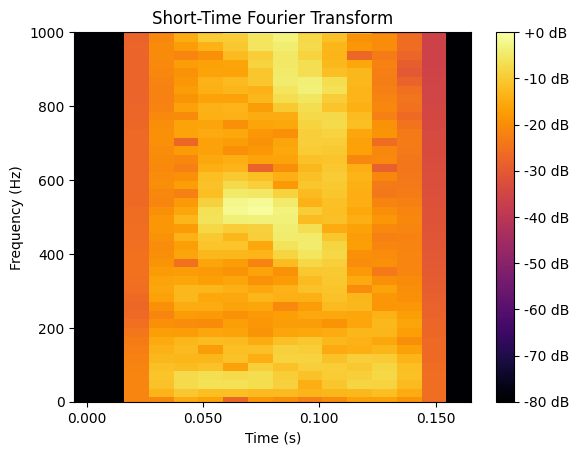 Short-Time Fourier Transform
1000
800
600
400
200
0
Frequency (Hz)
0.000
0.050
0.100
0.150
Time (s)
+0 dB
-10 dB
-20 dB
-30 dB
-40 dB
-50 dB
-60 dB
-70 dB
-80 dB